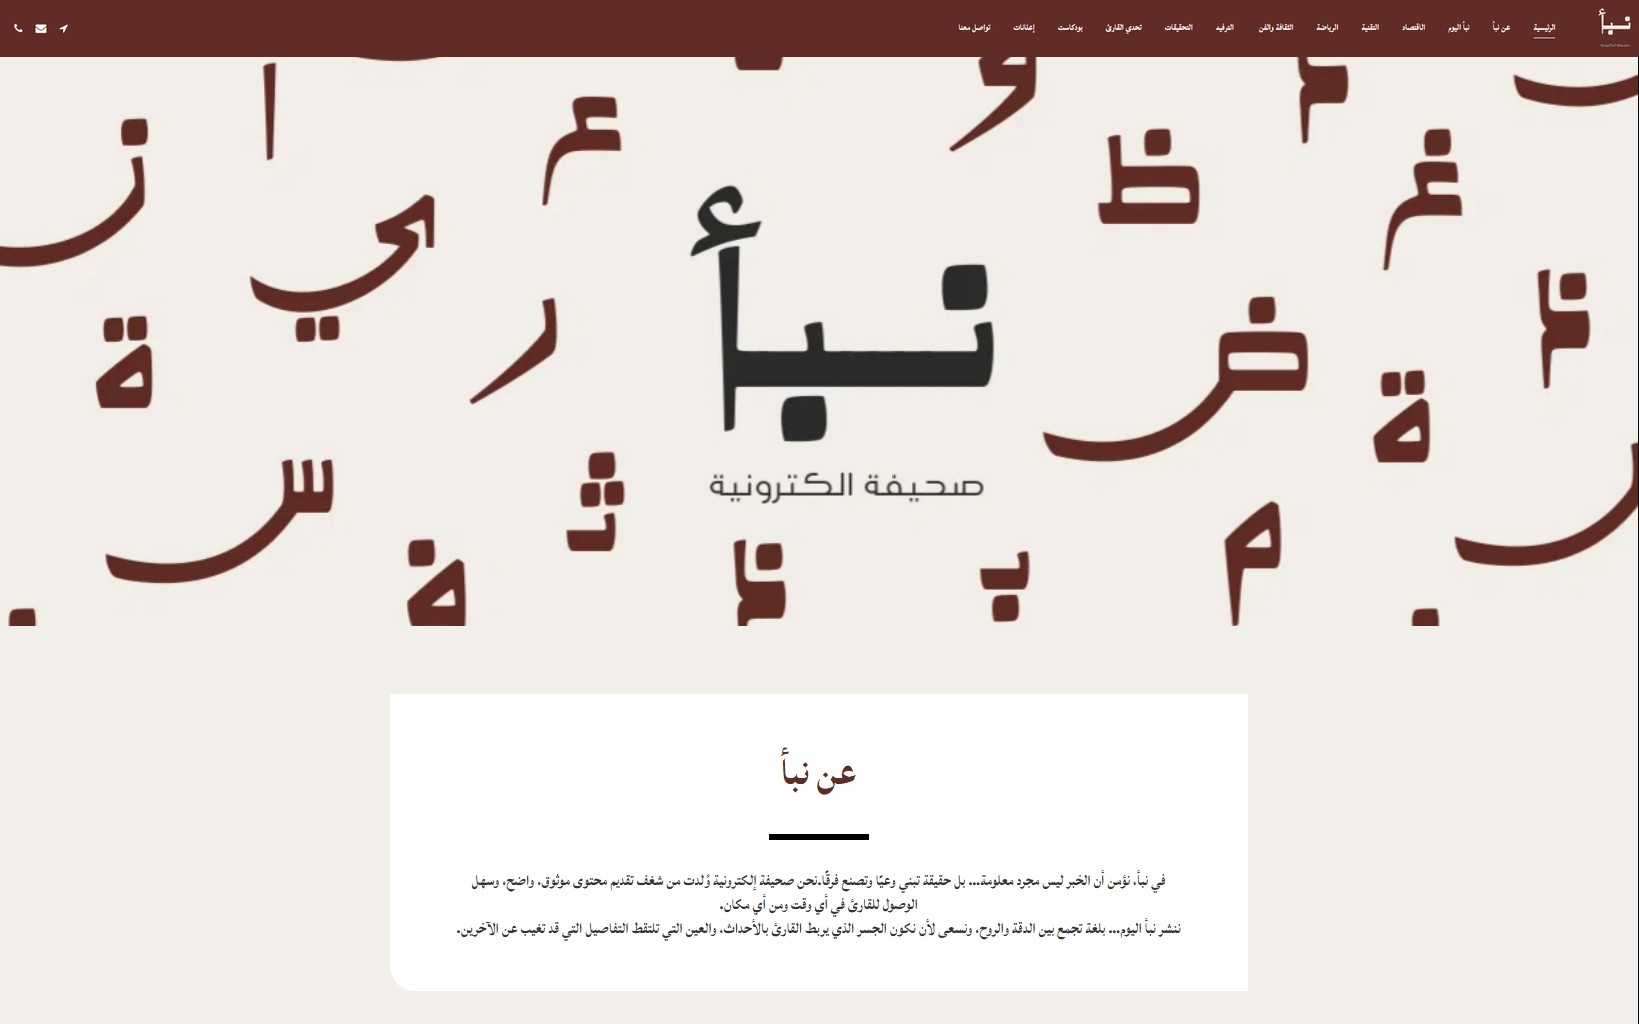 نبأ
صحيفة الكترونية
الرئيسية
عن نبأ
نبأ اليوم
الاقتصاد
التقنية
الرياضة
الثقافة والفن
الترفيه
التحقيقات
تحدي القارئ
بودكاست
إعلانات
تواصل معنا
نبأ
صحيفة الكترونية
عن نبأ
في نبأ، نؤمن أن الخبر ليس مجرد معلومة... بل حقيقة تبني وعيًا وتصنع فرقًا.نحن صحيفة إلكترونية وُلدت من شغف تقديم محتوى موثوق، واضح، وسهل
الوصول للقارئ في أي وقت ومن أي مكان.
ننشر نبأ اليوم... بلغة تجمع بين الدقة والروح، ونسعى لأن نكون الجسر الذي يربط القارئ بالأحداث، والعين التي تلتقط التفاصيل التي قد تغيب عن الآخرين.